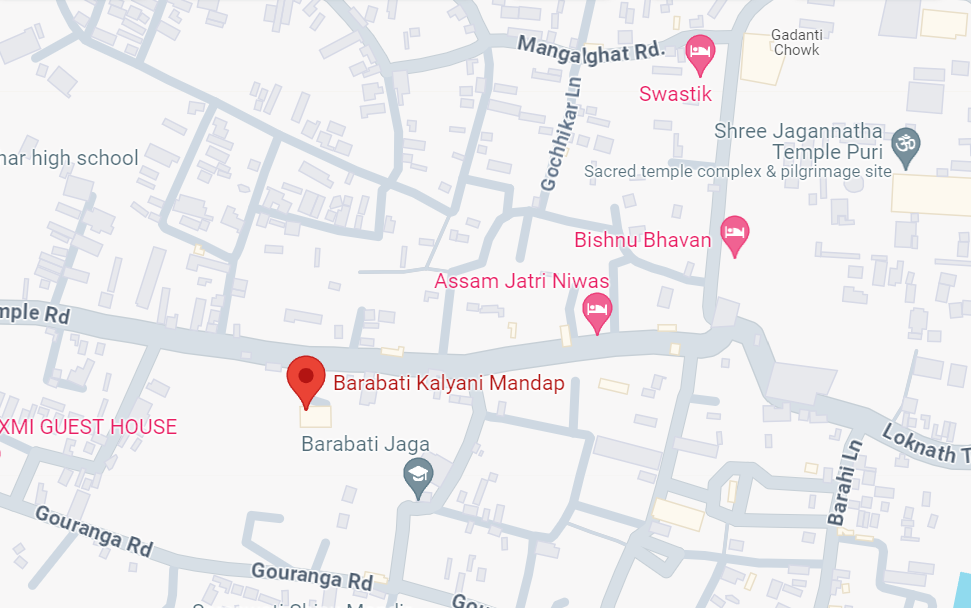 Gadanti
Chowk
Mangalghat Rd.
Swastik
Gochhikar Ln
Shree Jagannatha
Temple Puri
Sacred temple complex & pilgrimage site
nar high school
Bishnu Bhavan
Assam Jatri Niwas
mple Rd
Barabati Kalyani Mandap
XMI GUEST HOUSE
Barabati Jaga
Loknath T
Barahi Ln
Gouranga Rd
Gouranga Rd
Gou